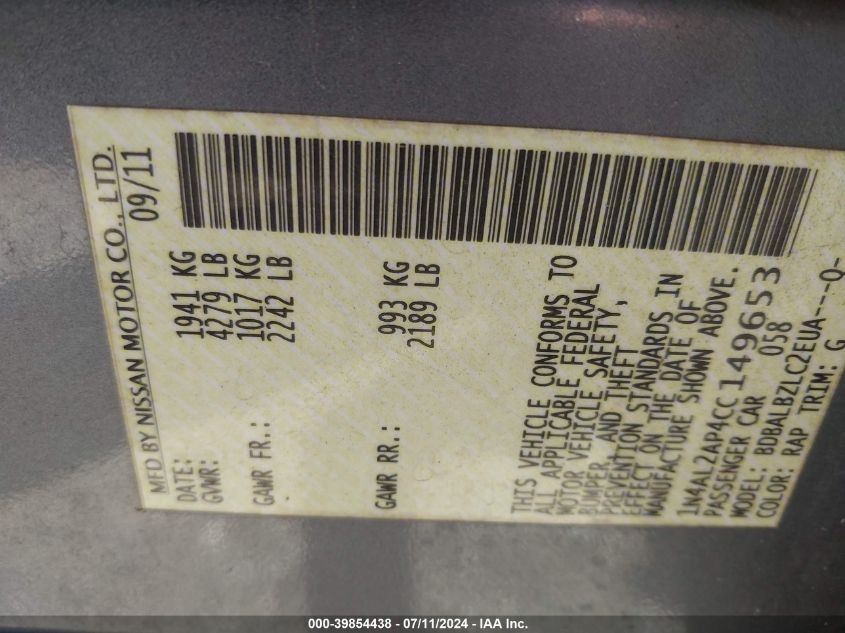 MFD BY NISSAN MOTOR CO., LTD.
DATE: 09/11
GVWR: 1941 KG
4279 LB
GAWR FR.: 1017 KG
2242 LB
GAWR RR.: 993 KG
2189 LB
THIS VEHICLE CONFORMS TO
ALL APPLICABLE FEDERAL
MOTOR VEHICLE SAFETY,
BUMPER, AND THEFT
PREVENTION STANDARDS IN
EFFECT ON THE DATE OF
MANUFACTURE SHOWN ABOVE.
1N4AL2AP4CC149653
PASSENGER CAR 058
MODEL: BDBALBZLC2EUA---Q-
COLOR: RAP TRIM: G
000-39854438 - 07/11/2024 - IAA Inc.